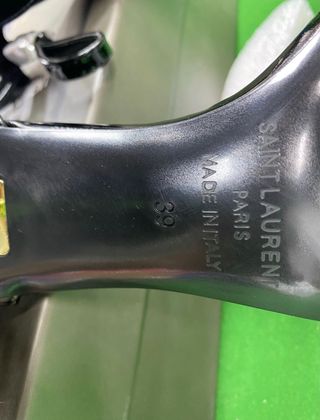 SAINT LAURENT
PARIS
MADE IN ITALY
39